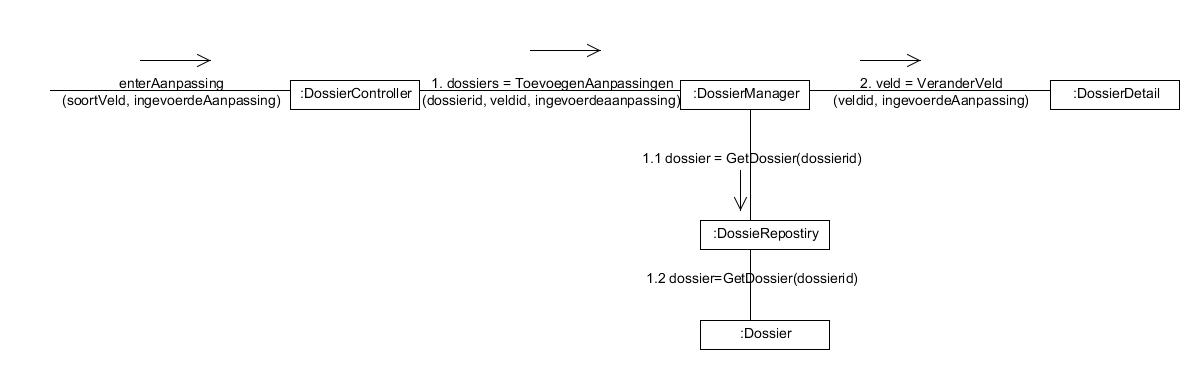 enterAanpassing
(soortVeld, ingevoerdeAanpassing)
:DossierController
1. dossiers = ToevoegenAanpassingen
(dossierid, veldid, ingevoerdeaanpassing)
:DossierManager
2. veld = VeranderVeld
(veldid, ingevoerdeAanpassing)
:DossierDetail
1.1 dossier = GetDossier(dossierid)
:DossieRepostiry
1.2 dossier=GetDossier(dossierid)
:Dossier